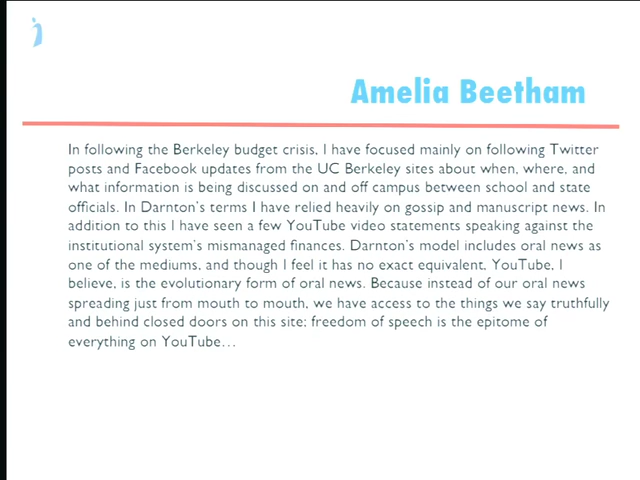 Amelia Beetham
In following the Berkeley budget crisis, I have focused mainly on following Twitter
posts and Facebook updates from the UC Berkeley sites about when, where, and
what information is being discussed on and off campus between school and state
officials. In Darnton's terms I have relied heavily on gossip and manuscript news. In
addition to this I have seen a few YouTube video statements speaking against the
institutional system's mismanaged finances. Darnton's model includes oral news as
one of the mediums, and though I feel it has no exact equivalent, YouTube, I
believe, is the evolutionary form of oral news. Because instead of our oral news
spreading just from mouth to mouth, we have access to the things we say truthfully
and behind closed doors on this site; freedom of speech is the epitome of
everything on YouTube…